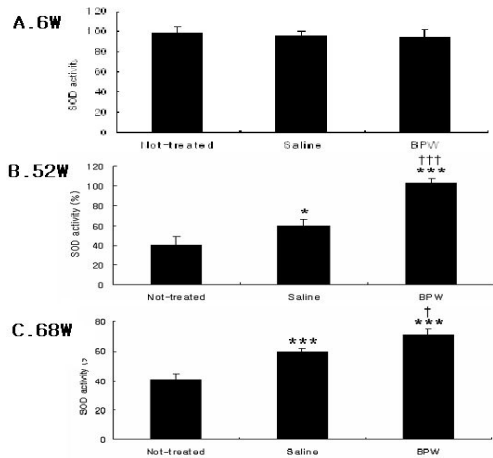 A.6W
120
100
80
60
40
20
0
SOD activity
Not-treated Saline BPW
B.52W
120
100
80
60
40
20
0
SOD activity (%)
*
†††
***
Not-treated Saline BPW
C.68W
80
60
40
20
0
SOD activity
***
†
***
Not-treated Saline BPW